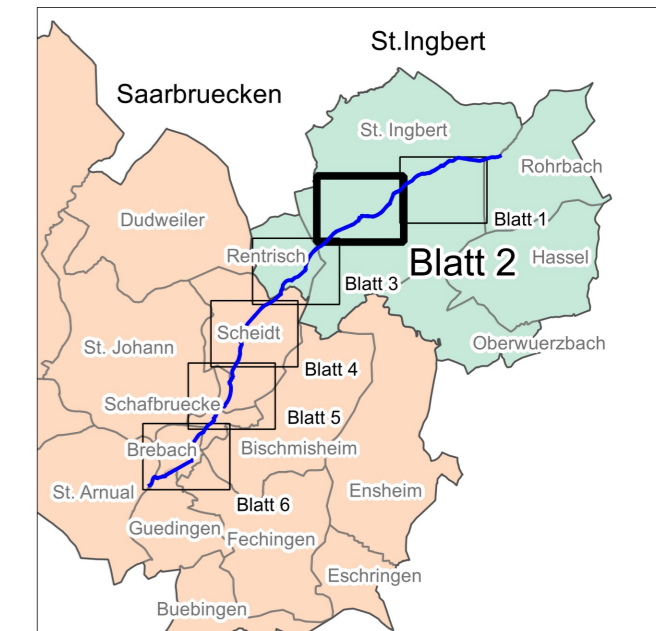 St.Ingbert
Saarbruecken
St. Ingbert
Rohrbach
Dudweiler
Blatt 1
Rentrisch
Blatt 2
Hassel
Blatt 3
Scheidt
St. Johann
Oberwuerzbach
Blatt 4
Schafbruecke
Blatt 5
Brebach
Bischmisheim
St. Arnual
Ensheim
Blatt 6
Guedingen
Fechingen
Eschringen
Buebingen